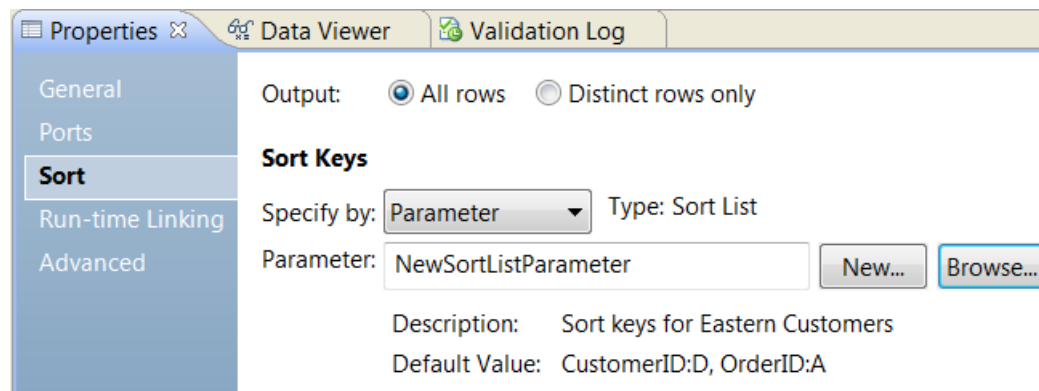 Properties Data Viewer Validation Log
General
Output: All rows Distinct rows only
Ports
Sort Keys
Sort
Specify by: Parameter Type: Sort List
Run-time Linking
Parameter: NewSortListParameter New... Browse...
Advanced
Description: Sort keys for Eastern Customers
Default Value: CustomerID:D, OrderID:A